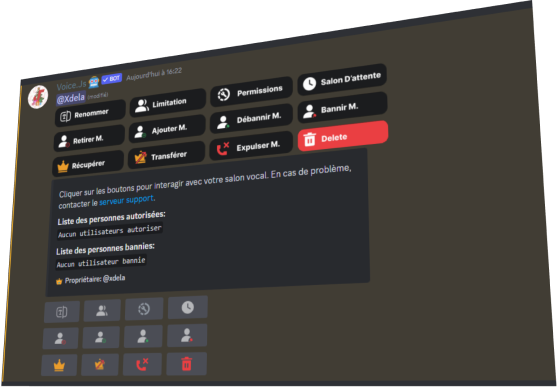 Voice.Js BOT Aujourd'hui à 16:22
@Xdela (modifié)
Renommer Limitation Permissions Salon D'attente
Retirer M. Ajouter M. Débannir M. Bannir M.
Récupérer Transférer Expulser M. Delete
Cliquer sur les boutons pour interagir avec votre salon vocal. En cas de problème,
contacter le serveur support.
Liste des personnes autorisées:
Aucun utilisateurs autoriser
Liste des personnes bannies:
Aucun utilisateur bannie
Propriétaire: @xdela